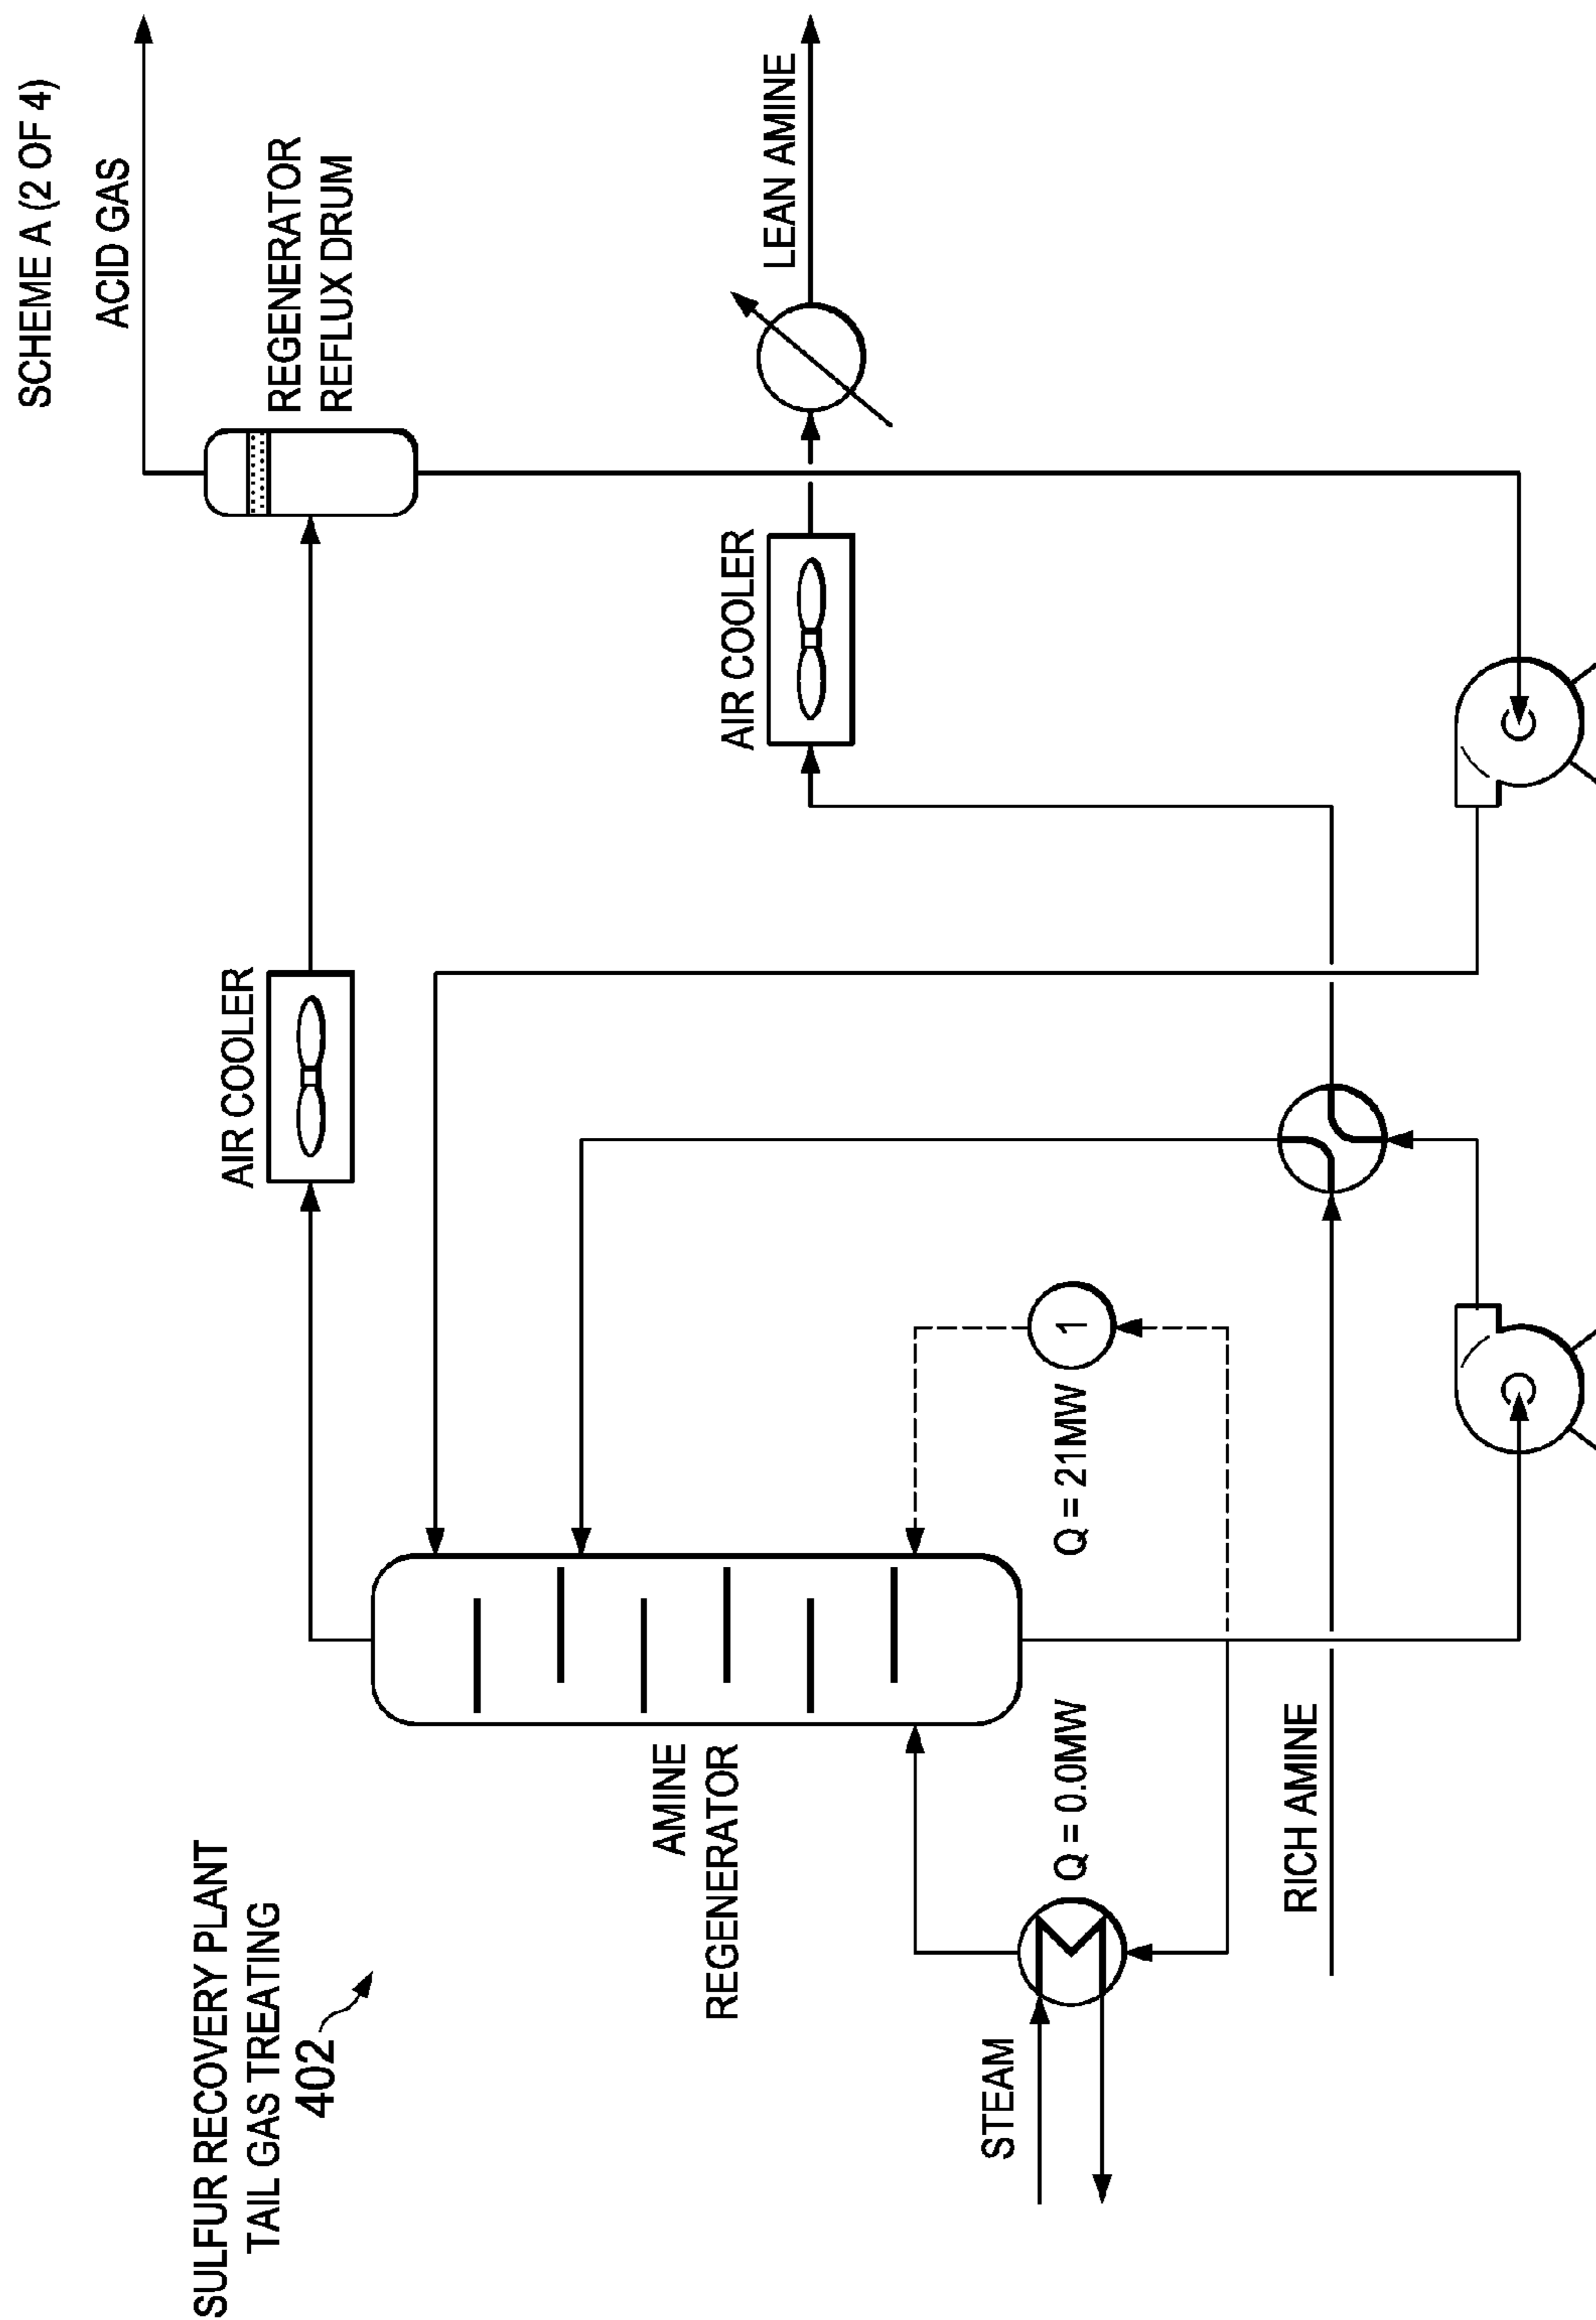 SCHEME A (2 OF 4)
SULFUR RECOVERY PLANT
TAIL GAS TREATING
402
ACID GAS
AIR COOLER
REGENERATOR
REFLUX DRUM
AMINE
REGENERATOR
AIR COOLER
LEAN AMINE
STEAM
Q = 0.0MW
Q = 21MW
1
RICH AMINE